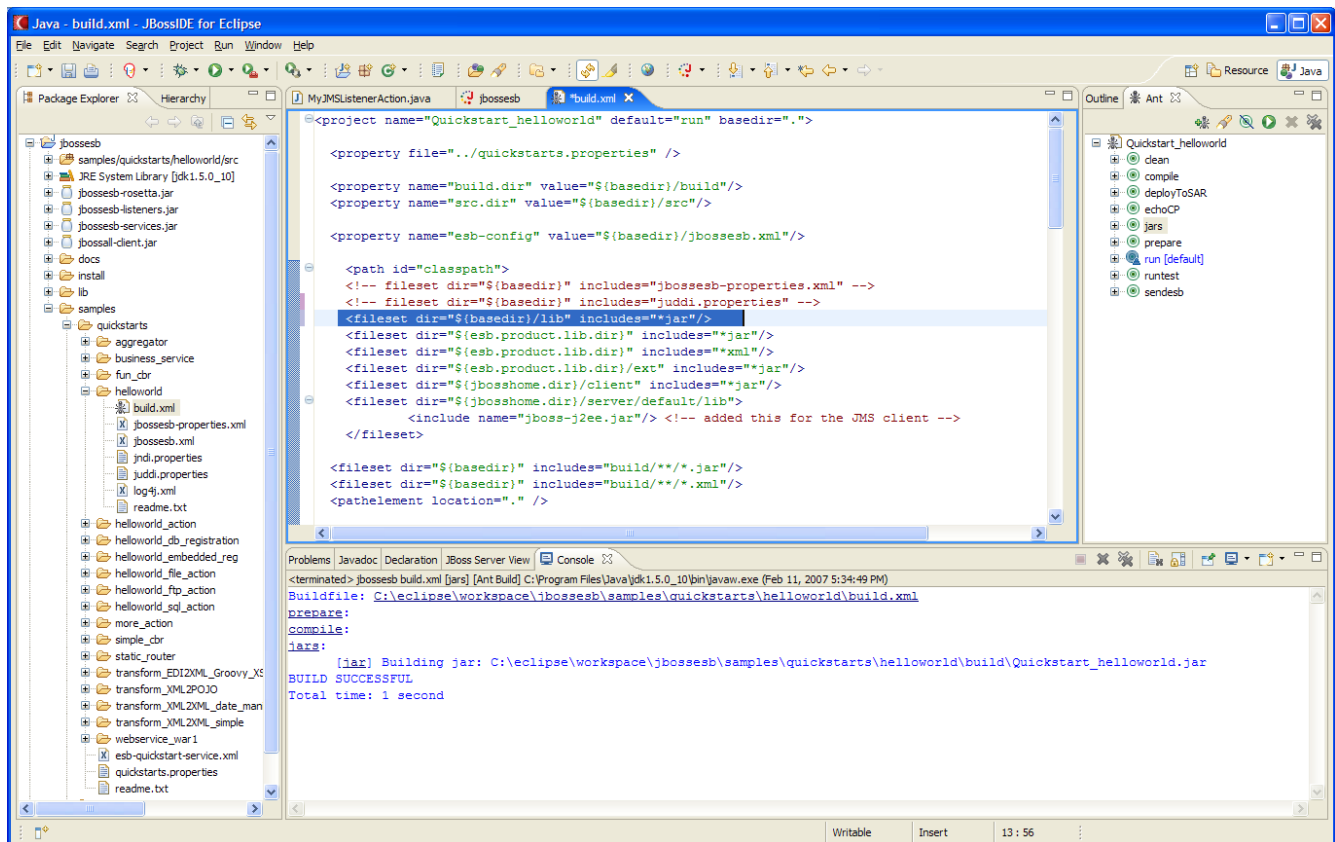 Java - build.xml - JBossIDE for Eclipse
File Edit Navigate Search Project Run Window Help
Resource Java
Package Explorer Hierarchy
jbossesb
samples/quickstarts/helloworld/src
JRE System Library [jdk1.5.0_10]
jbossesb-rosetta.jar
jbossesb-listeners.jar
jbossesb-services.jar
jbossall-client.jar
docs
install
lib
samples
quickstarts
aggregator
business_service
fun_cbr
helloworld
build.xml
jbossesb-properties.xml
jbossesb.xml
jndi.properties
juddi.properties
log4j.xml
readme.txt
helloworld_action
helloworld_db_registration
helloworld_embedded_reg
helloworld_file_action
helloworld_ftp_action
helloworld_sql_action
more_action
simple_cbr
static_router
transform_EDI2XML_Groovy_XS
transform_XML2POJO
transform_XML2XML_date_man
transform_XML2XML_simple
webservice_war1
esb-quickstart-service.xml
quickstarts.properties
readme.txt
MyJMSListenerAction.java jbossesb *build.xml
<project name="Quickstart_helloworld" default="run" basedir=".">
<property file="../quickstarts.properties" />
<property name="build.dir" value="${basedir}/build"/>
<property name="src.dir" value="${basedir}/src"/>
<property name="esb-config" value="${basedir}/jbossesb.xml"/>
<path id="classpath">
<!-- fileset dir="${basedir}" includes="jbossesb-properties.xml" -->
<!-- fileset dir="${basedir}" includes="juddi.properties" -->
<fileset dir="${basedir}/lib" includes="*jar"/>
<fileset dir="${esb.product.lib.dir}" includes="*jar"/>
<fileset dir="${esb.product.lib.dir}" includes="*xml"/>
<fileset dir="${esb.product.lib.dir}/ext" includes="*jar"/>
<fileset dir="${jbosshome.dir}/client" includes="*jar"/>
<fileset dir="${jbosshome.dir}/server/default/lib">
<include name="jboss-j2ee.jar"/> <!-- added this for the JMS client -->
</fileset>
<fileset dir="${basedir}" includes="build/**/*.jar"/>
<fileset dir="${basedir}" includes="build/**/*.xml"/>
<pathelement location="." />
Outline Ant
Quickstart_helloworld
clean
compile
deployToSAR
echoCP
jars
prepare
run [default]
runtest
sendesb
Problems Javadoc Declaration JBoss Server View Console
<terminated> jbossesb build.xml [jars] [Ant Build] C:\Program Files\Java\jdk1.5.0_10\bin\javaw.exe (Feb 11, 2007 5:34:49 PM)
Buildfile: C:\eclipse\workspace\jbossesb\samples\quickstarts\helloworld\build.xml
prepare:
compile:
jars:
[jar] Building jar: C:\eclipse\workspace\jbossesb\samples\quickstarts\helloworld\build\Quickstart_helloworld.jar
BUILD SUCCESSFUL
Total time: 1 second
Writable Insert 13 : 56